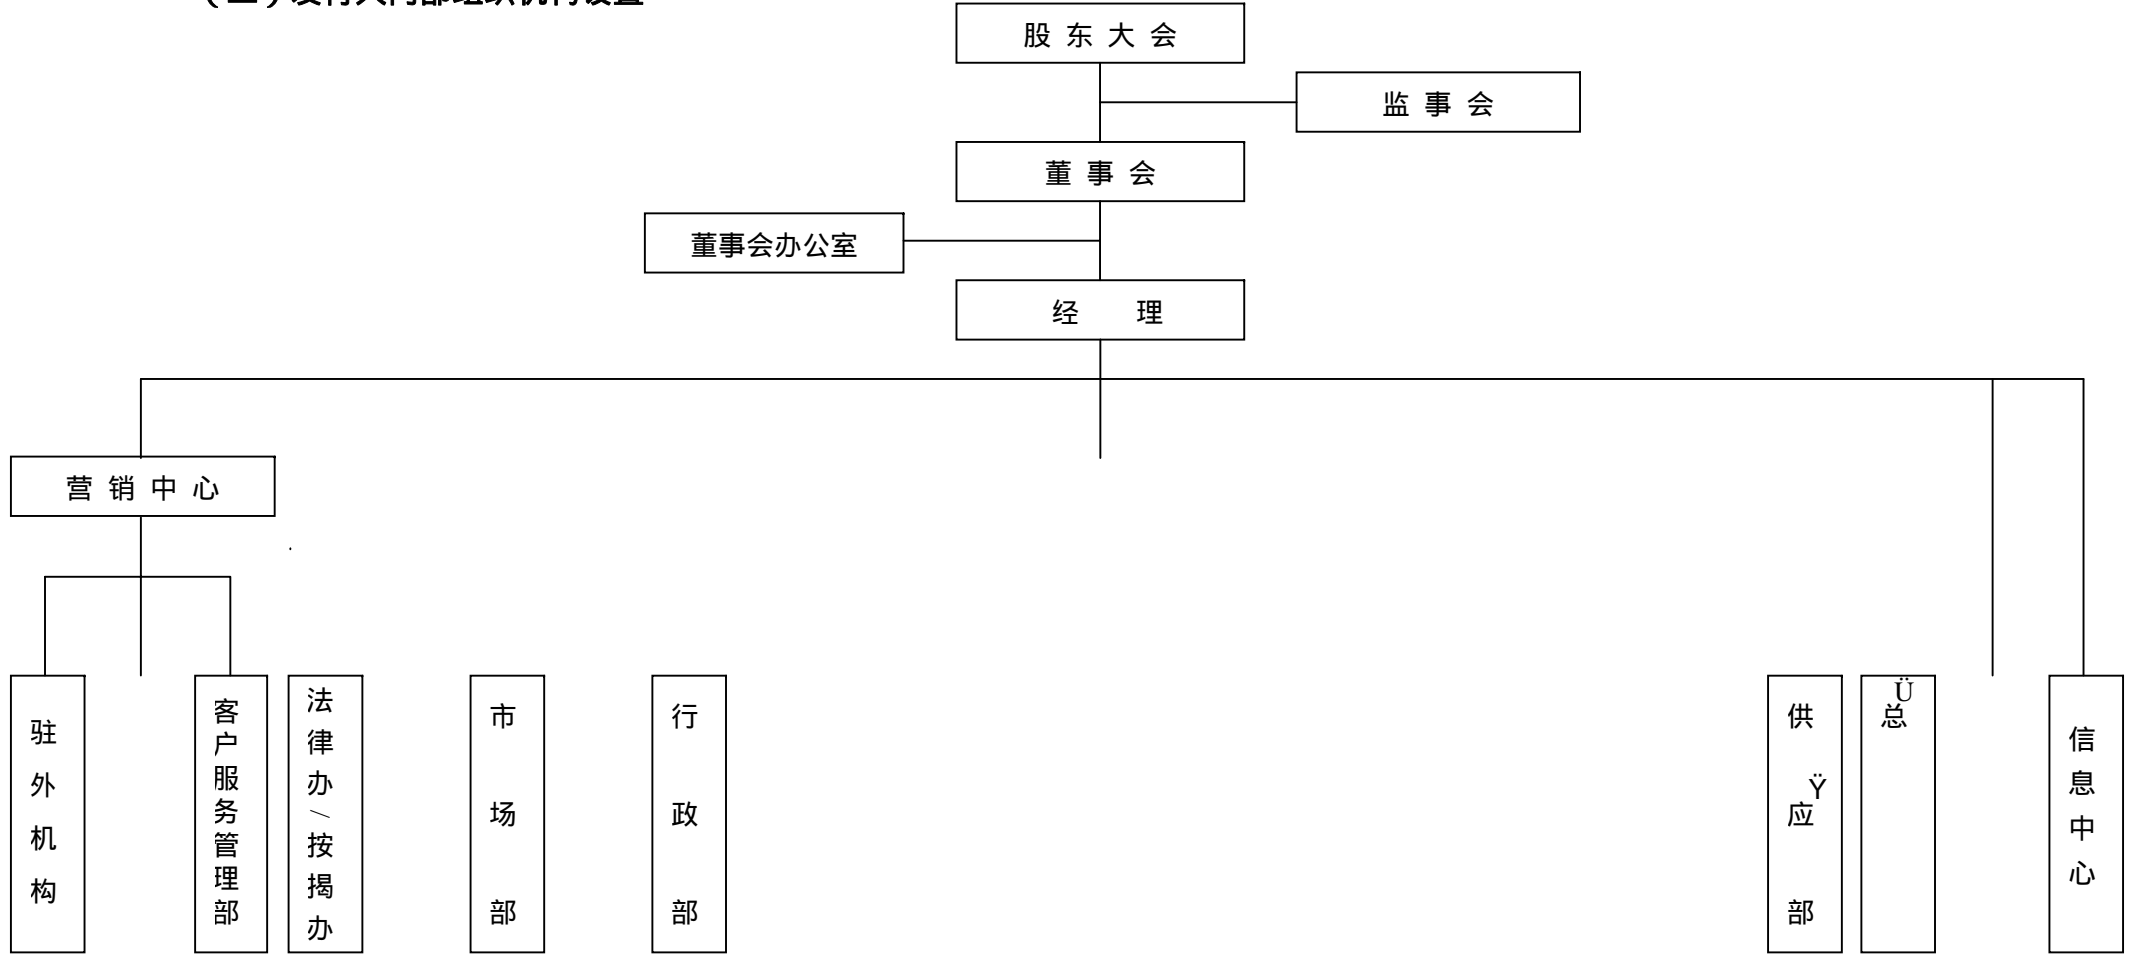 股 东 大 会
监 事 会
董 事 会
董事会办公室
经 理
营 销 中 心
驻外机构
客户服务管理部
法律办/按揭办
市场部
行政部
供应部
Ÿ
总
Ü
信息中心